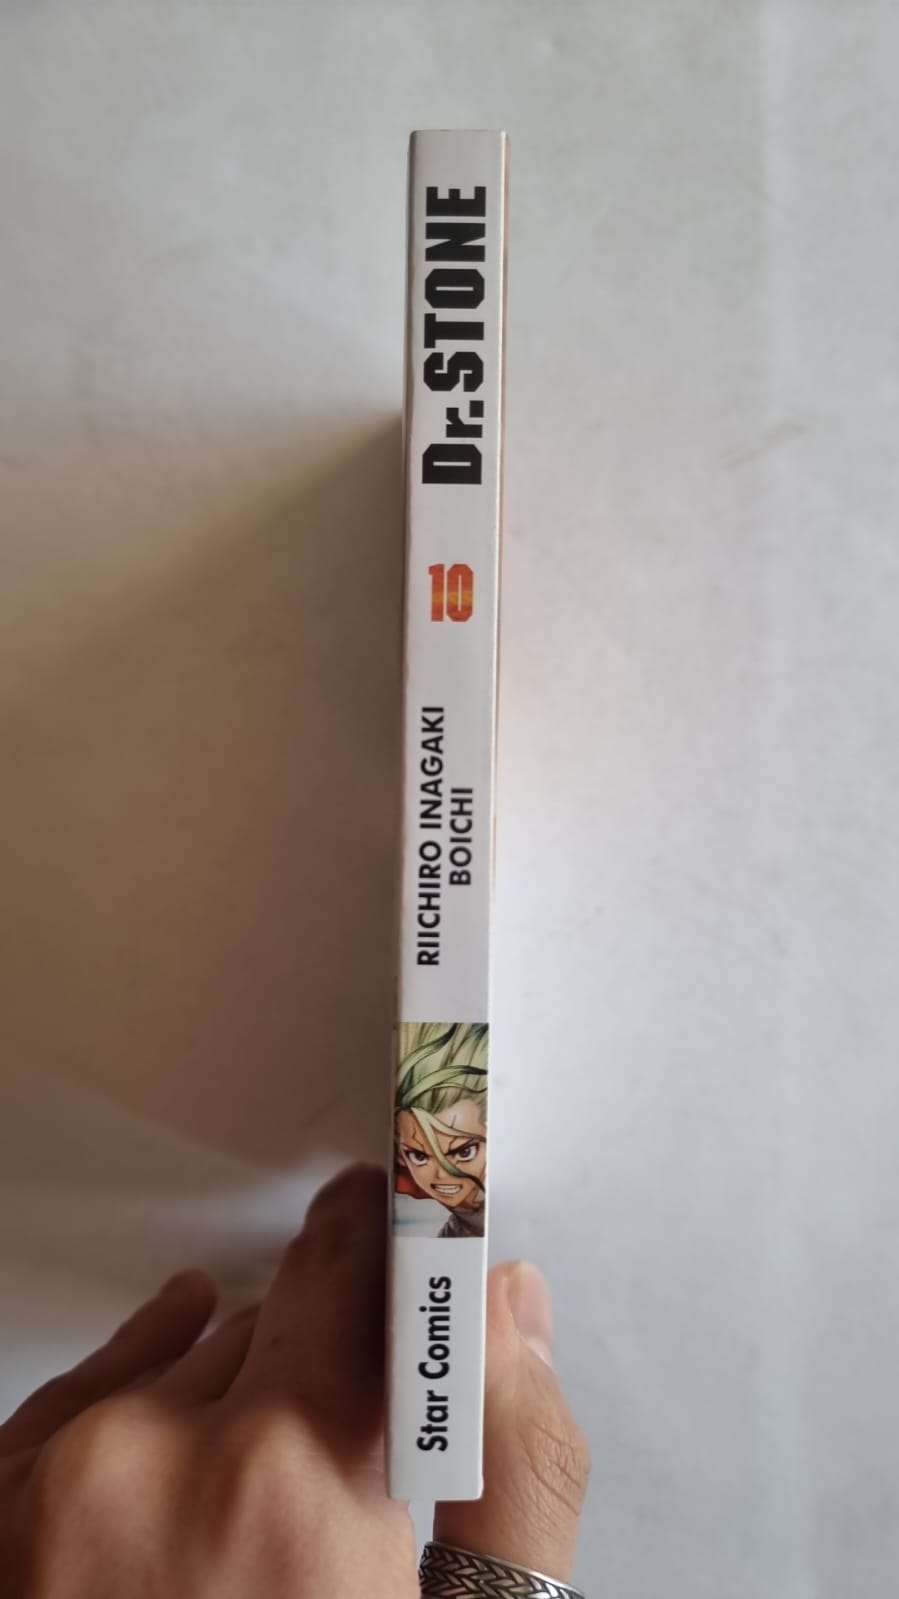 Dr.STONE
10
RIICHIRO INAGAKI
BOICHI
Star Comics